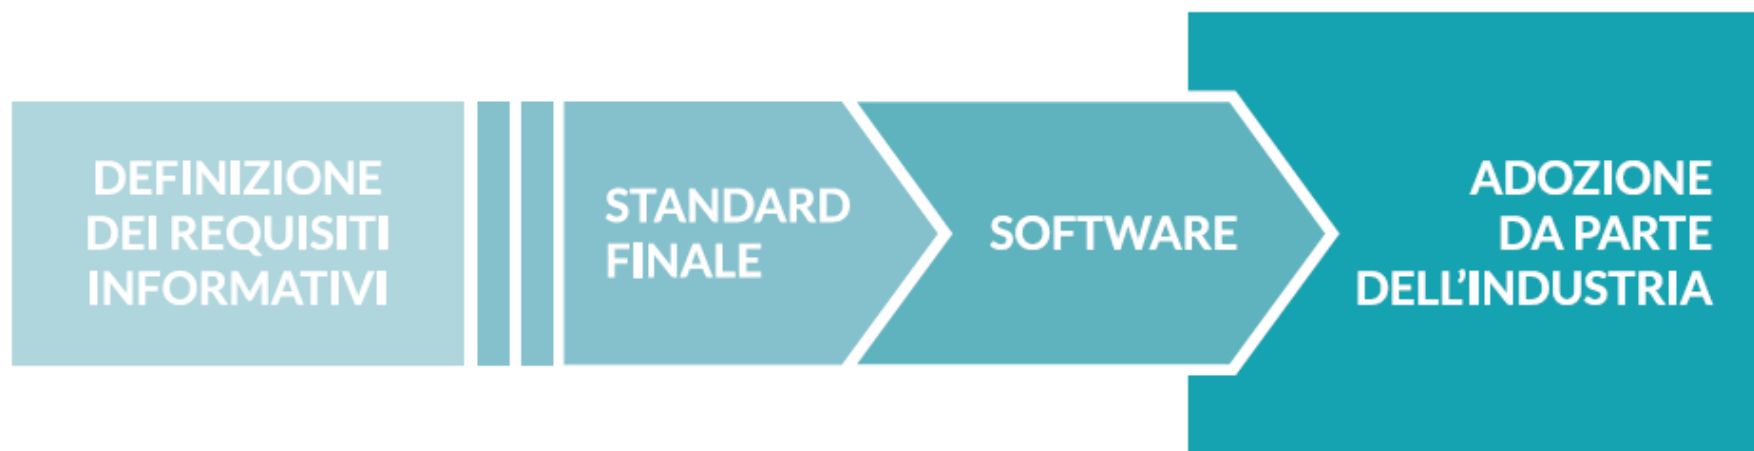 DEFINIZIONE
DEI REQUISITI
INFORMATIVI
STANDARD
FINALE
SOFTWARE
ADOZIONE
DA PARTE
DELL'INDUSTRIA